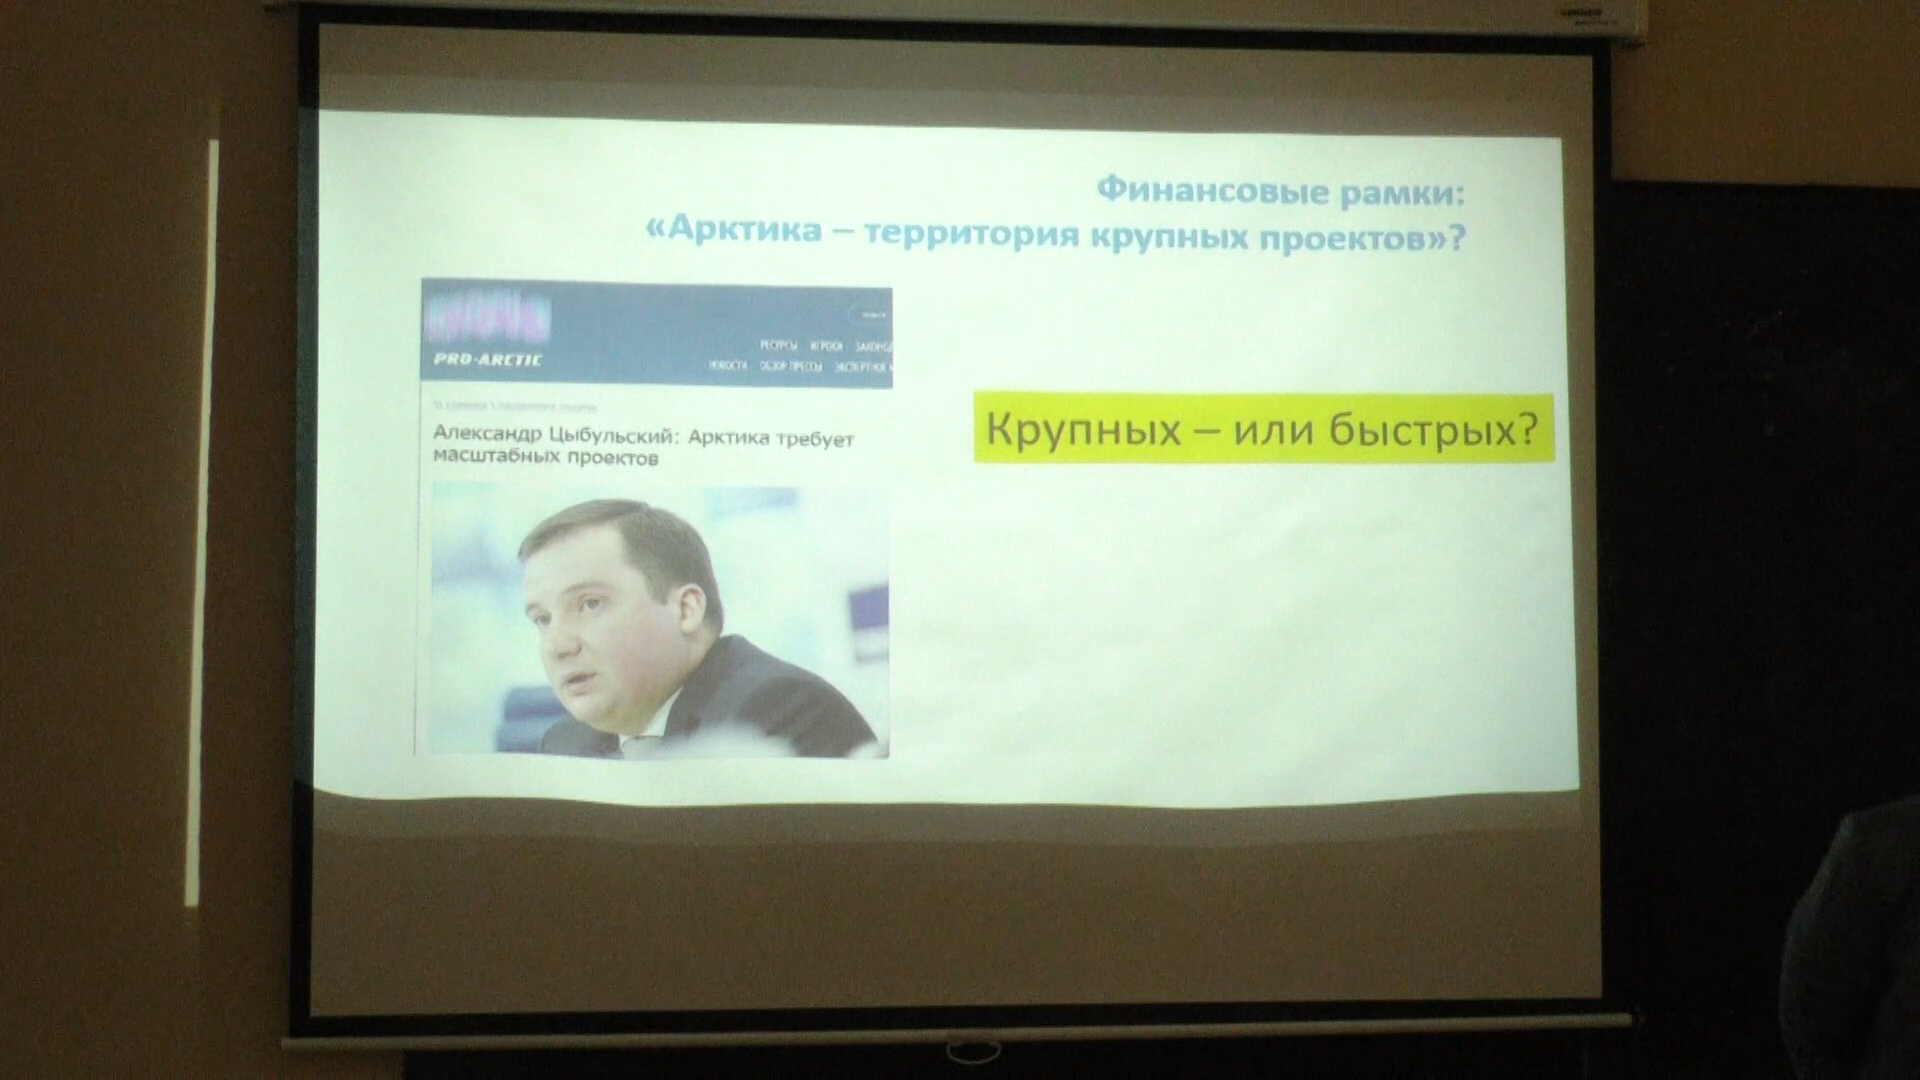 Финансовые рамки:
«Арктика – территория крупных проектов»?
PRO-ARCTIC
РЕСУРСЫ ИГРОКИ
НОВОСТИ ОБЗОР ПРЕССЫ ЭКСПЕРТНОЕ
Александр Цыбульский: Арктика требует
масштабных проектов
Крупных – или быстрых?